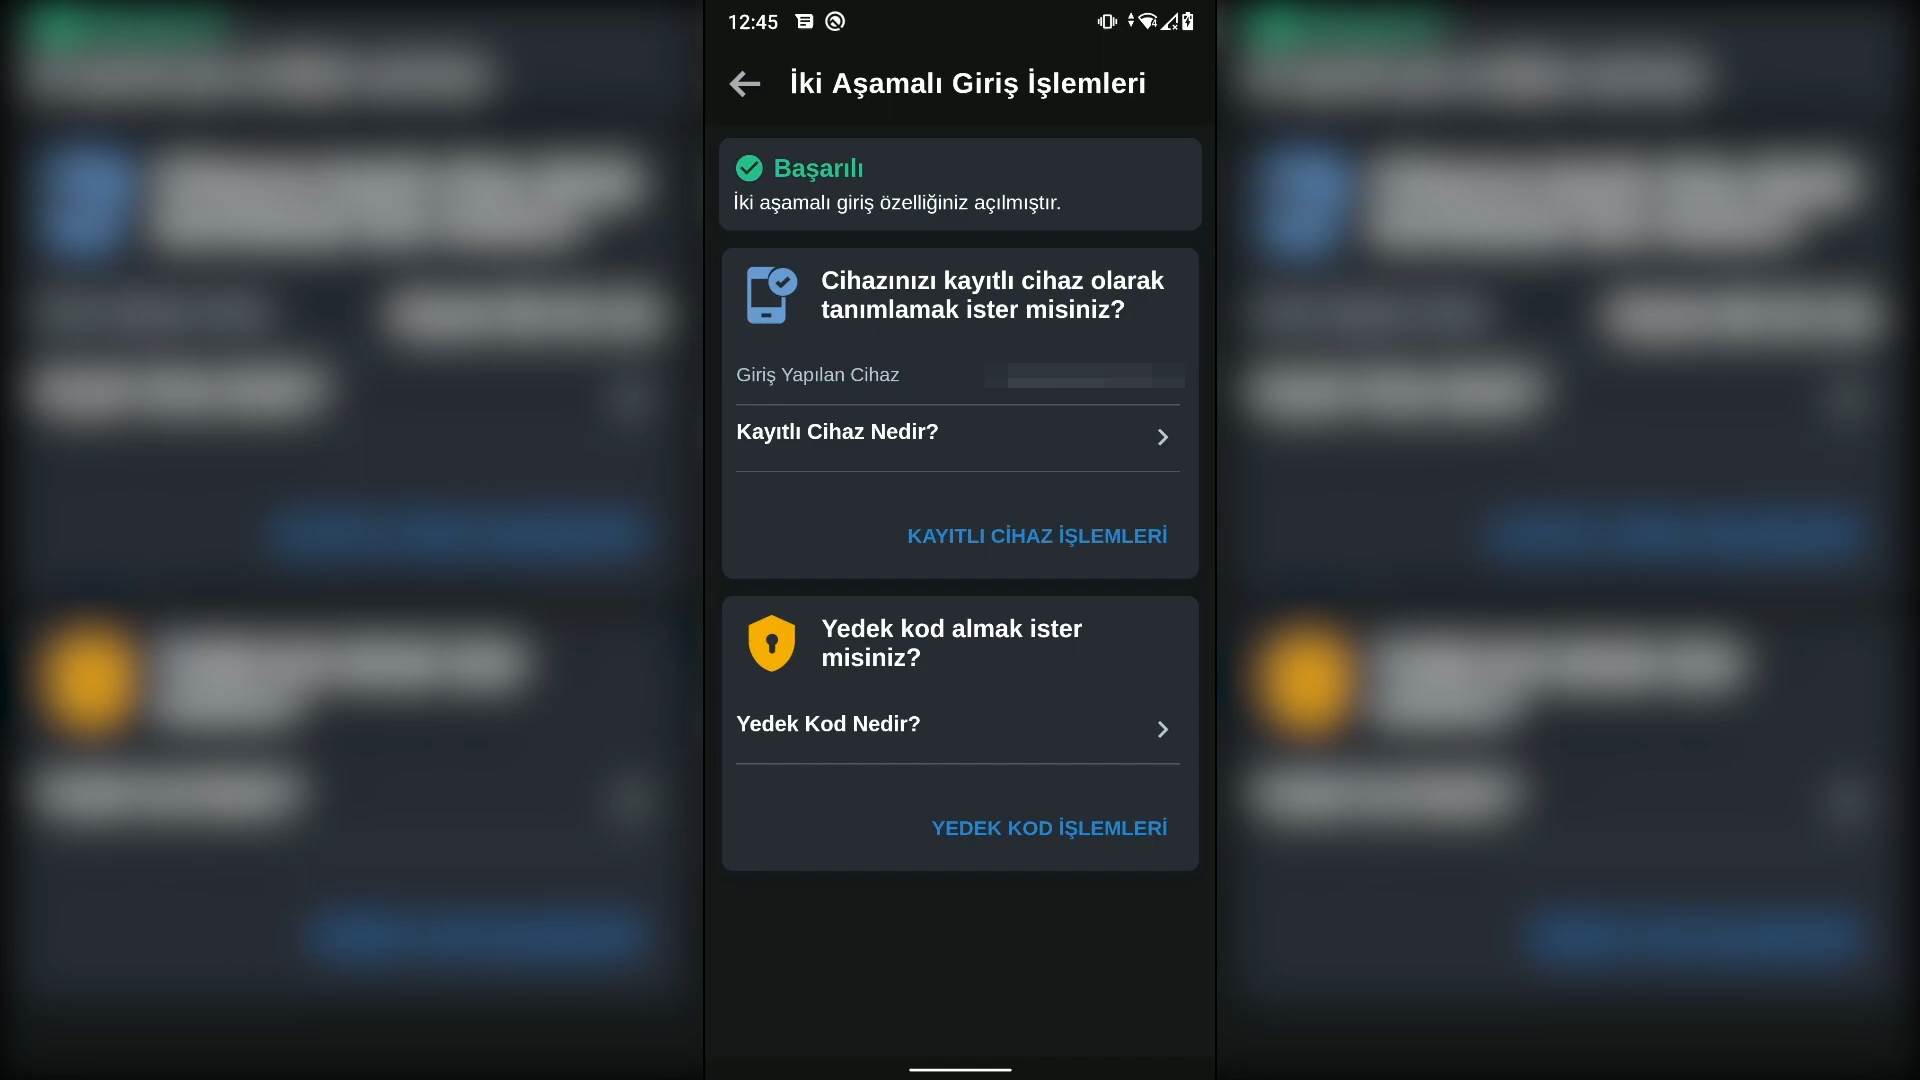 12:45
İki Aşamalı Giriş İşlemleri
Başarılı
İki aşamalı giriş özelliğiniz açılmıştır.
Cihazınızı kayıtlı cihaz olarak
tanımlamak ister misiniz?
Giriş Yapılan Cihaz
Kayıtlı Cihaz Nedir?
KAYITLI CİHAZ İŞLEMLERİ
Yedek kod almak ister
misiniz?
Yedek Kod Nedir?
YEDEK KOD İŞLEMLERİ